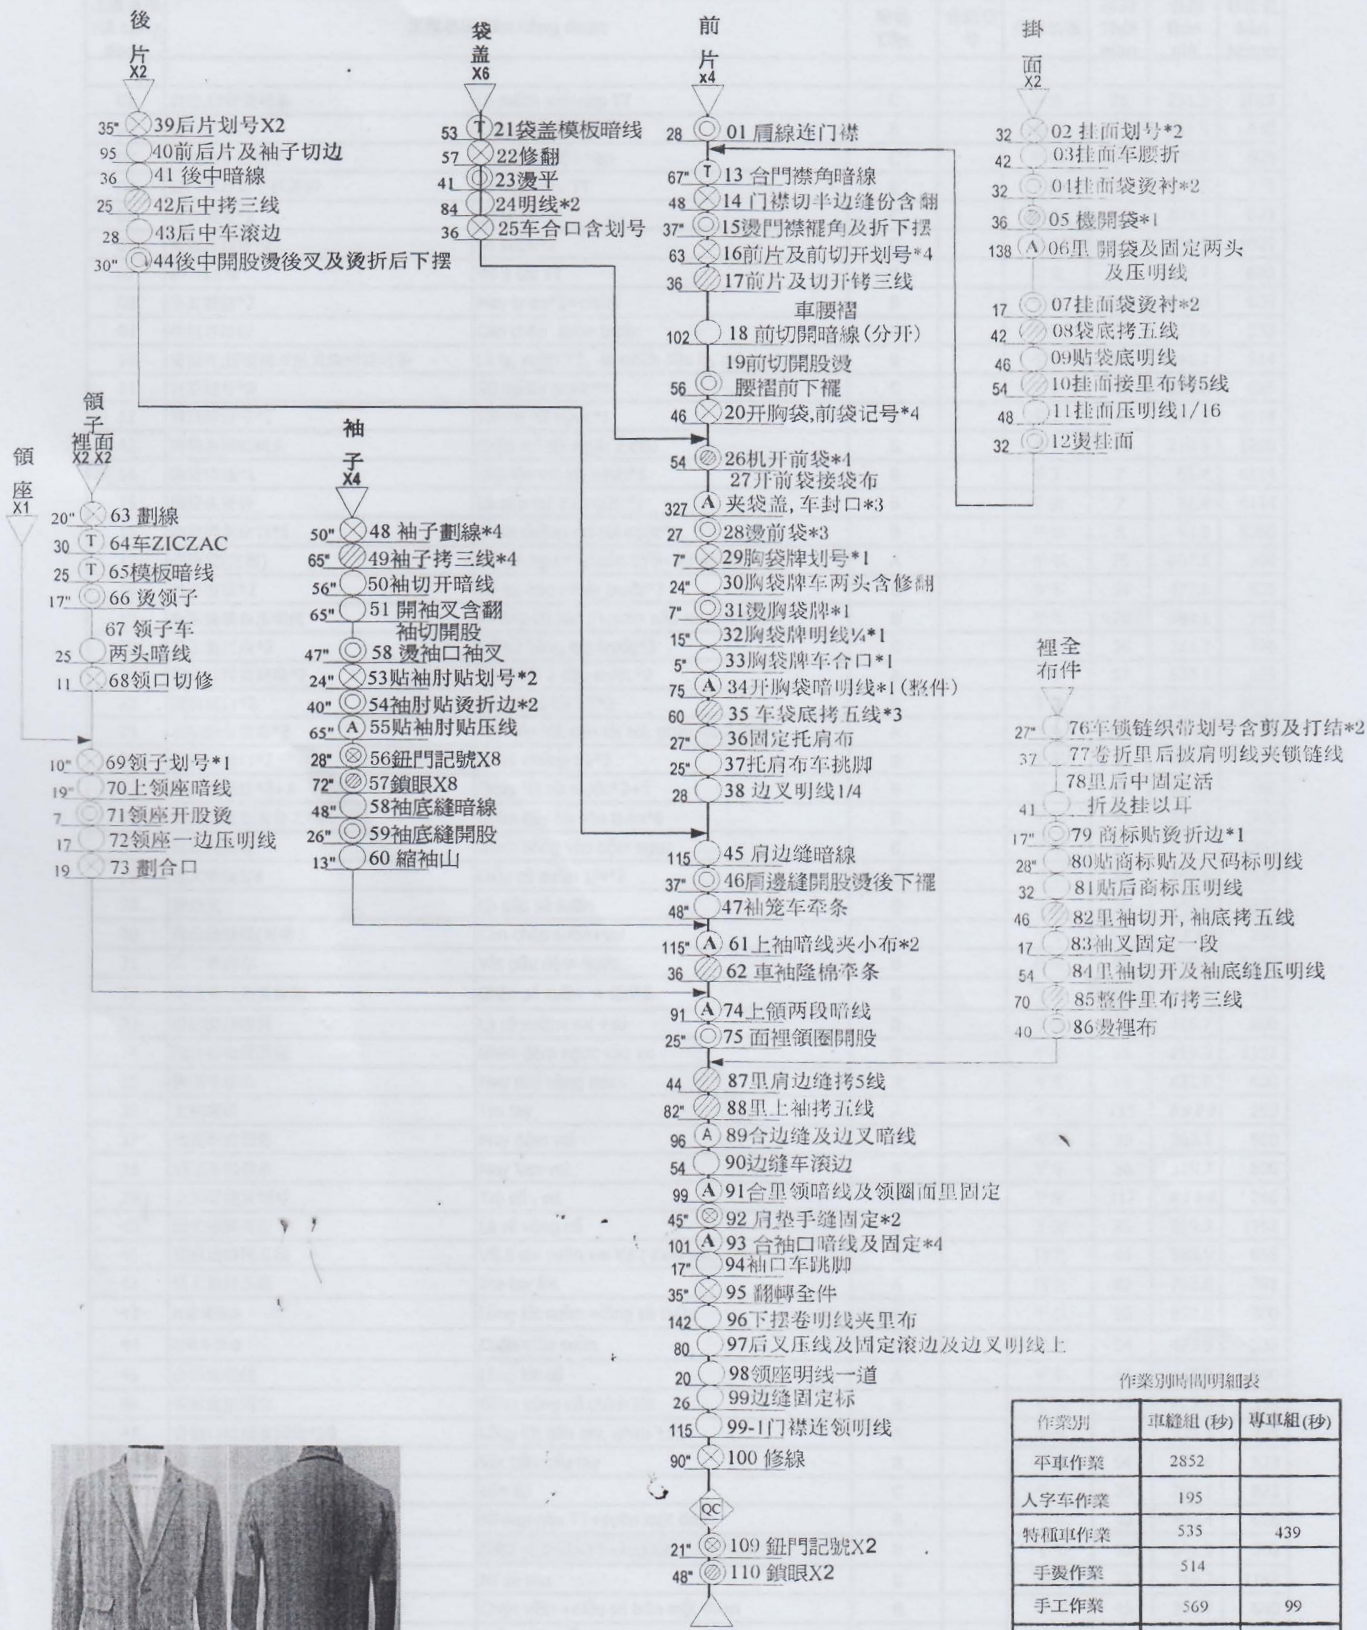 後
片
X2
35" 39后片划号X2
95 40前后片及袖子切边
36 41 後中暗線
25 42后中拷三线
28 43后中车滚边
30" 44後中開股燙後叉及燙折后下摆
袋
盖
X6
53 T 21袋盖模板暗线
57 22修翻
41 23燙平
84 24明线*2
36 25车合口含划号
前
片
x4
28 01 肩線连门襟
67" T 13 合門襟角暗線
48 14 门襟切半边缝份含翻
37" 15燙門襟襬角及折下摆
63 16前片及前切开划号*4
36 17前片及切开铐三线
車腰褶
102 18 前切開暗線(分开)
19前切開股燙
56 腰褶前下襬
46 20开胸袋,前袋记号*4
54 26机开前袋*4
27开前袋接袋布
327 A 夹袋盖,车封口*3
27 28燙前袋*3
7" 29胸袋牌划号*1
24" 30胸袋牌车两头含修翻
7" 31燙胸袋牌*1
15" 32胸袋牌明线¼*1
5" 33胸袋牌车合口*1
75 A 34开胸袋暗明线*1(整件)
60 35 车袋底拷五线*3
27" 36固定托肩布
25" 37托肩布车挑脚
28 38 边叉明线1/4
115 45 肩边缝暗線
37" 46肩邊縫開股燙後下襬
48" 47袖笼车牵条
115" A 61上袖暗线夹小布*2
36 62 車袖隆棉牵条
91 A 74上領两段暗线
25" 75 面裡領圈開股
44 87里肩边缝拷5线
82" 88里上袖拷五线
96 A 89合边缝及边叉暗线
54 90边缝车滚边
99 A 91合里领暗线及领圈面里固定
45" 92 肩垫手缝固定*2
101 A 93 合袖口暗线及固定*4
17" 94袖口车跳脚
35" 95 翻轉全件
142 96下摆卷明线夹里布
80 97后叉压线及固定滚边及边叉明线上
20 98领座明线一道
26 99边缝固定标
115 99-1门襟连领明线
90" 100 修線
QC
21" 109 鈕門記號X2
48" 110 鎖眼X2
掛
面
X2
32 02 挂面划号*2
42 03挂面车腰折
32 04挂面袋烫衬*2
36 05 機開袋*1
138 A 06里 開袋及固定两头
及压明线
17 07挂面袋烫衬*2
42 08袋底拷五线
46 09贴袋底明线
54 10挂面接里布铐5线
48 11挂面压明线1/16
32 12燙挂面
領
座
X1
領
子
裡面
X2 X2
20" 63 劃線
30 T 64车ZICZAC
25 T 65模板暗线
17" 66 烫领子
67 领子车
25 两头暗线
11 68领口切修
10" 69领子划号*1
19" 70上领座暗线
7 71领座开股烫
17 72领座一边压明线
19 73 劃合口
袖
子
X4
50" 48 袖子劃線*4
65" 49袖子拷三线*4
56" 50袖切开暗线
65" 51 開袖叉含翻
袖切開股
47" 58 燙袖口袖叉
24" 53贴袖肘贴划号*2
40" 54袖肘贴烫折边*2
65" A 55贴袖肘贴压线
28" 56鈕門記號X8
72" 57鎖眼X8
48" 58袖底縫暗線
26" 59袖底縫開股
13" 60 縮袖山
裡全
布件
27" 76车锁链织带划号含剪及打结*2
37 77卷折里后披肩明线夹锁链线
78里后中固定活
41 折及挂以耳
17" 79 商标贴烫折边*1
28" 80贴商标贴及尺码标明线
32 81贴后商标压明线
46 82里袖切开,袖底拷五线
17 83袖叉固定一段
54 84里袖切开及袖底缝压明线
70 85整件里布拷三线
40 86燙裡布
作業別時間明細表
作業別 車縫組(秒) 專車組(秒)
平車作業 2852
人字车作業 195
特種車作業 535 439
手燙作業 514
手工作業 569 99